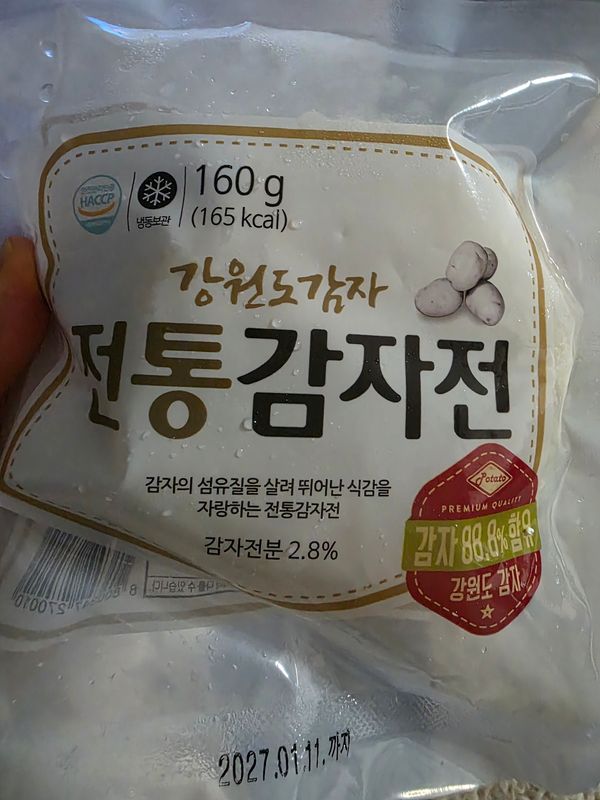 HACCP
냉동보관
160 g
(165 kcal)
강원도감자
전통감자전
감자의 섬유질을 살려 뛰어난 식감을
자랑하는 전통감자전
감자전분 2.8%
Potato
PREMIUM QUALITY
감자 88.8% 함유
강원도 감자
2027.01.11.까지